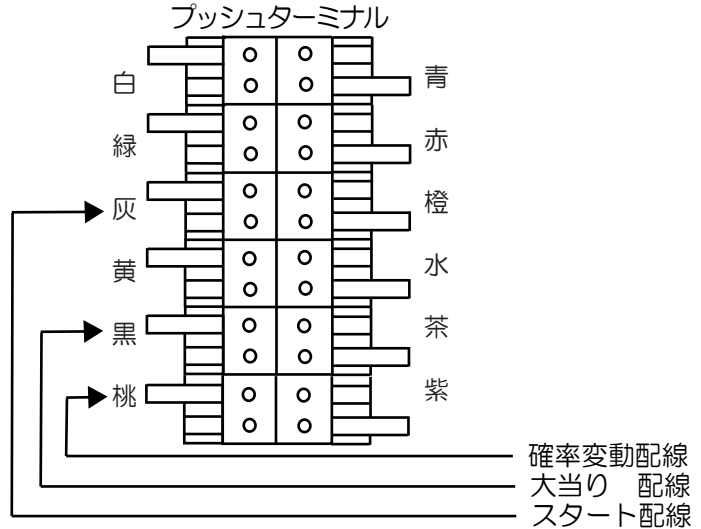 プッシュターミナル
白 青
緑 赤
灰 橙
黄 水
黒 茶
桃 紫
確率変動配線
大当り 配線
スタート配線